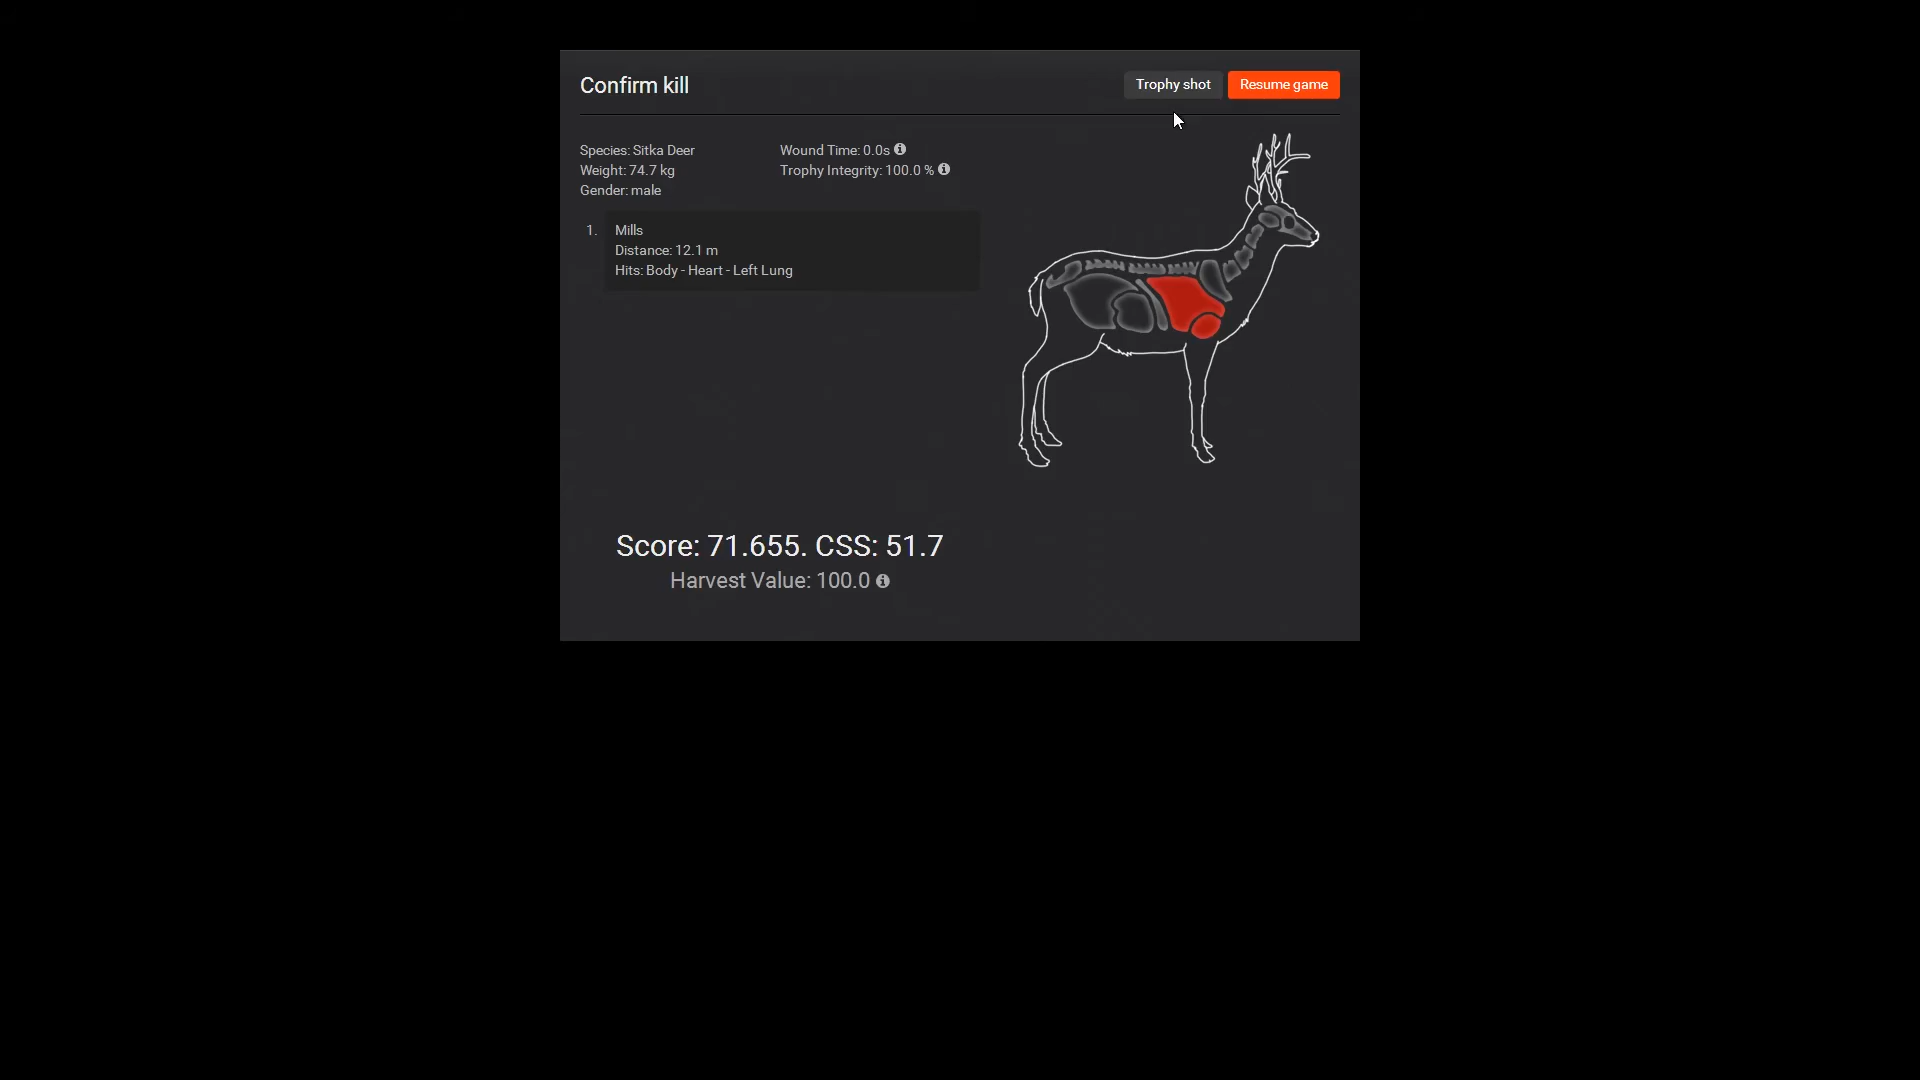 Confirm kill
Trophy shot
Resume game
Species: Sitka Deer
Weight: 74.7 kg
Gender: male
Wound Time: 0.0s
Trophy Integrity: 100.0 %
1. Mills
Distance: 12.1 m
Hits: Body - Heart - Left Lung
Score: 71.655. CSS: 51.7
Harvest Value: 100.0